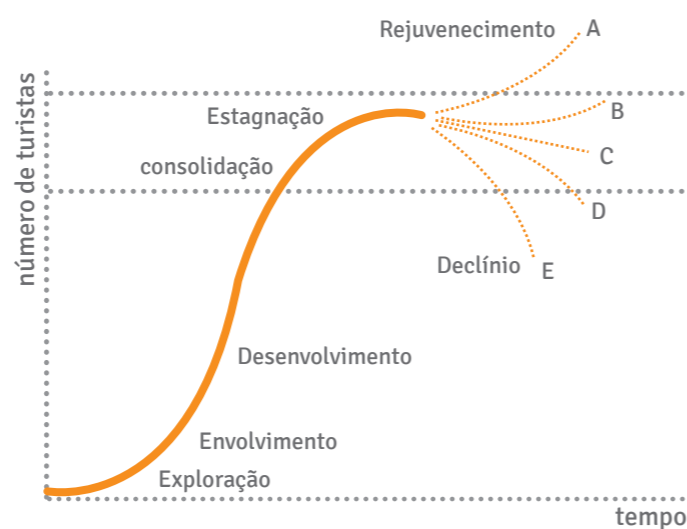 Rejuvenecimento
A
Estagnação
B
consolidação
C
D
Declínio
E
Desenvolvimento
Envolvimento
Exploração
número de turistas
tempo